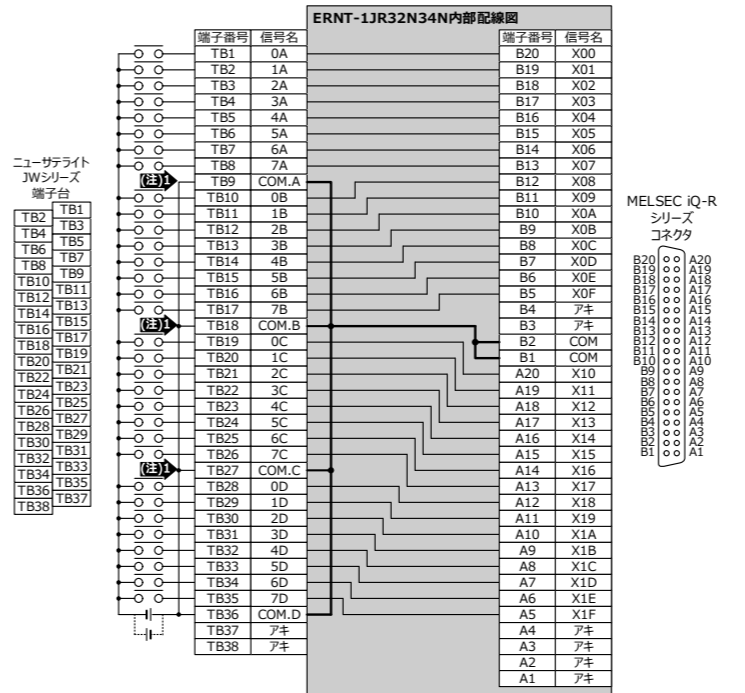 ERNT-1JR32N34N内部配線図
端子番号 信号名 端子番号 信号名
TB1 0A B20 X00
TB2 1A B19 X01
TB3 2A B18 X02
TB4 3A B17 X03
TB5 4A B16 X04
TB6 5A B15 X05
TB7 6A B14 X06
TB8 7A B13 X07
(注)1 TB9 COM.A B12 X08
TB10 0B B11 X09
TB11 1B B10 X0A
TB12 2B B9 X0B
TB13 3B B8 X0C
TB14 4B B7 X0D
TB15 5B B6 X0E
TB16 6B B5 X0F
TB17 7B B4 アキ
(注)1 TB18 COM.B B3 アキ
TB19 0C B2 COM
TB20 1C B1 COM
TB21 2C A20 X10
TB22 3C A19 X11
TB23 4C A18 X12
TB24 5C A17 X13
TB25 6C A16 X14
TB26 7C A15 X15
(注)1 TB27 COM.C A14 X16
TB28 0D A13 X17
TB29 1D A12 X18
TB30 2D A11 X19
TB31 3D A10 X1A
TB32 4D A9 X1B
TB33 5D A8 X1C
TB34 6D A7 X1D
TB35 7D A6 X1E
TB36 COM.D A5 X1F
TB37 アキ A4 アキ
TB38 アキ A3 アキ
A2 アキ
A1 アキ
ニューサテライト
JWシリーズ
端子台
TB1
TB2
TB3
TB4
TB5
TB6
TB7
TB8
TB9
TB10
TB11
TB12
TB13
TB14
TB15
TB16
TB17
TB18
TB19
TB20
TB21
TB22
TB23
TB24
TB25
TB26
TB27
TB28
TB29
TB30
TB31
TB32
TB33
TB34
TB35
TB36
TB37
TB38
MELSEC iQ-R
シリーズ
コネクタ
B20 A20
B19 A19
B18 A18
B17 A17
B16 A16
B15 A15
B14 A14
B13 A13
B12 A12
B11 A11
B10 A10
B9 A9
B8 A8
B7 A7
B6 A6
B5 A5
B4 A4
B3 A3
B2 A2
B1 A1